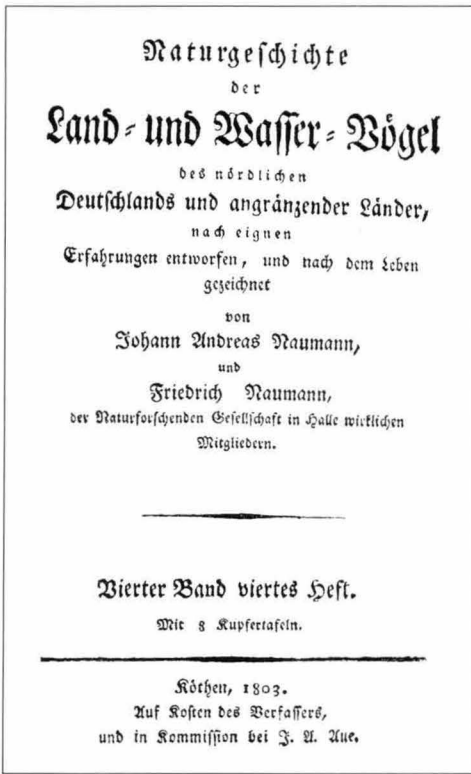 Naturgeschichte
der
Land- und Wasser-Vögel
des nördlichen
Deutschlands und angränzender Länder,
nach eignen
Erfahrungen entworfen, und nach dem Leben
gezeichnet
von
Johann Andreas Naumann,
und
Friedrich Naumann,
der Naturforschenden Gesellschaft in Halle wirklichen
Mitgliedern.
Vierter Band viertes Heft.
Mit 8 Kupfertafeln.
Köthen, 1803.
Auf Kosten des Verfassers,
und in Kommission bei J. A. Aue.